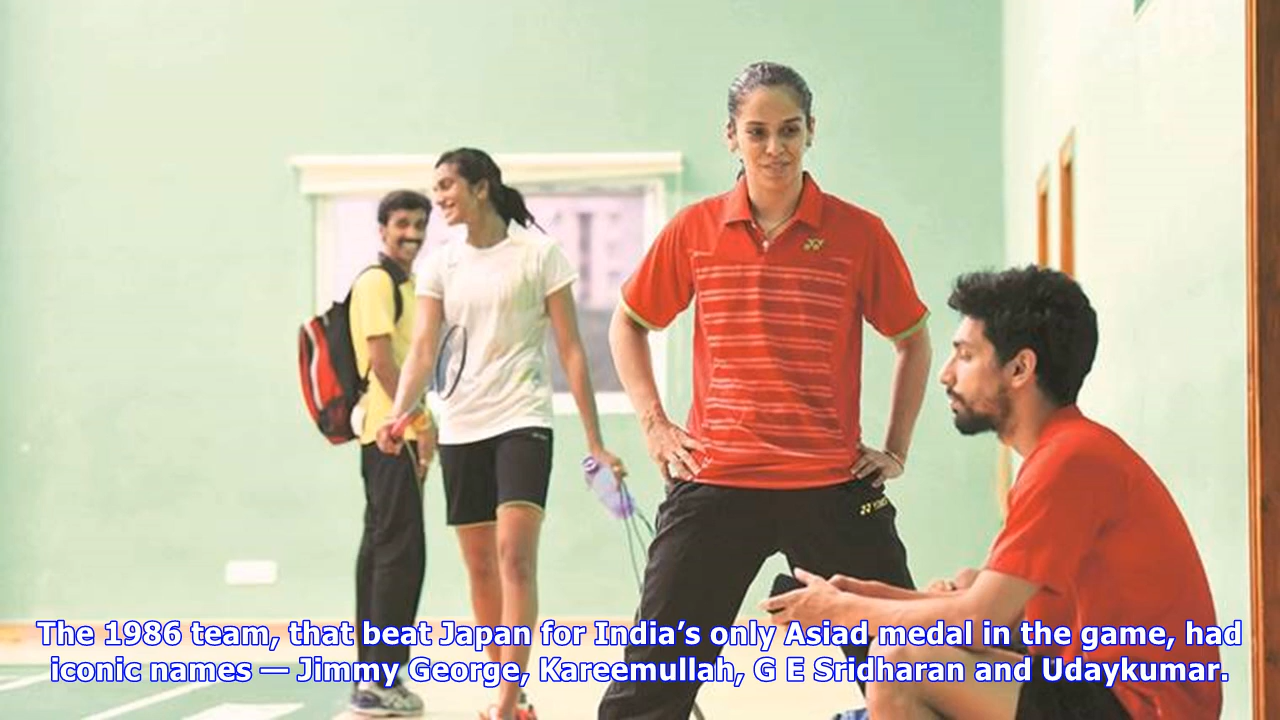 The 1986 team, that beat Japan for India’s only Asiad medal in the game, had
iconic names — Jimmy George, Kareemullah, G E Sridharan and Udaykumar.